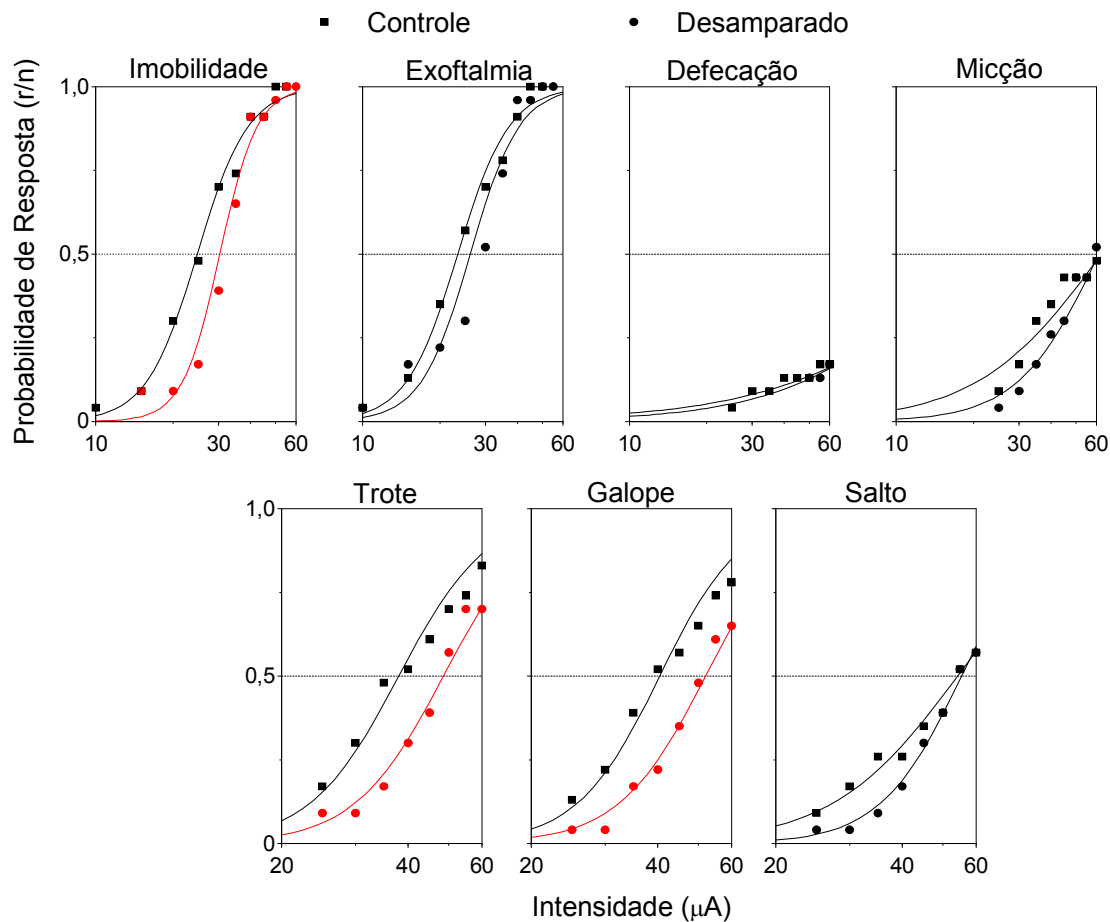 Controle Desamparado
Imobilidade Exoftalmia Defecação Micção
Probabilidade de Resposta (r/n)
1,0
0,5
0
10 30 60 10 30 60 10 30 60 10 30 60
Trote Galope Salto
1,0
0,5
0
20 40 60 20 40 60 20 40 60
Intensidade (μA)